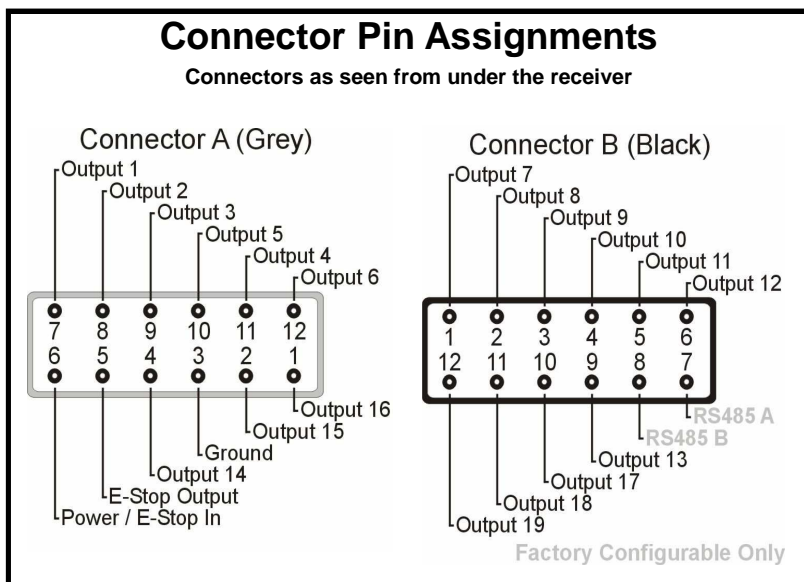 Connector Pin Assignments
Connectors as seen from under the receiver
Connector A (Grey)
Output 1
Output 2
Output 3
Output 5
Output 4
Output 6
7 8 9 10 11 12
6 5 4 3 2 1
Output 16
Output 15
Ground
Output 14
E-Stop Output
Power / E-Stop In
Connector B (Black)
Output 7
Output 8
Output 9
Output 10
Output 11
Output 12
1 2 3 4 5 6
12 11 10 9 8 7
RS485 A
RS485 B
Output 13
Output 17
Output 18
Output 19
Factory Configurable Only